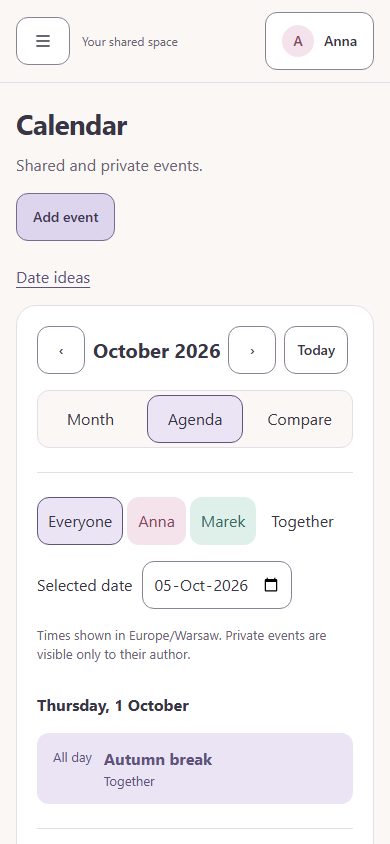 ☰ Your shared space A Anna
Calendar
Shared and private events.
Add event
Date ideas
‹ October 2026 › Today
Month Agenda Compare
Everyone Anna Marek Together
Selected date 05-Oct-2026
Times shown in Europe/Warsaw. Private events are
visible only to their author.
Thursday, 1 October
All day Autumn break
Together